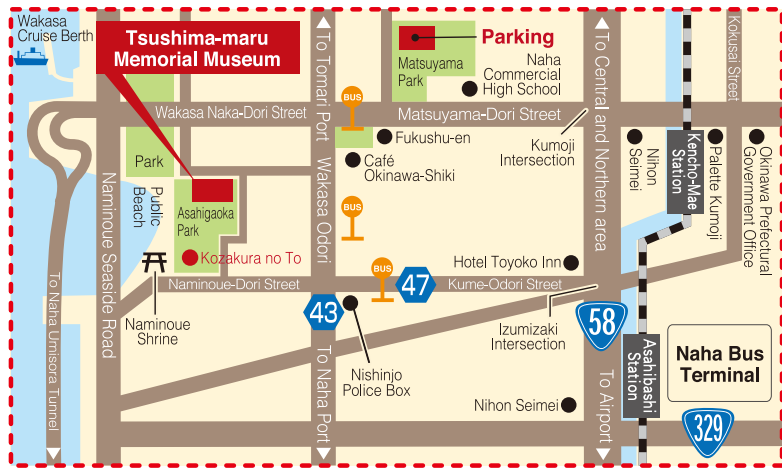 Wakasa
Cruise Berth
Tsushima-maru
Memorial Museum
To Tomari Port
Matsuyama
Park
Parking
Naha
Commercial
High School
To Central and Northern area
Kokusai Street
Wakasa Naka-Dori Street
BUS
Matsuyama-Dori Street
Fukushu-en
Kumoji
Intersection
Café
Okinawa-Shiki
Nihon
Seimei
Kencho-Mae
Station
Palette Kumoji
Okinawa Prefectural
Government Office
Park
Public
Beach
Asahigaoka
Park
Kozakura no To
Naminoue Seaside Road
Wakasa Odori
BUS
BUS
Hotel Toyoko Inn
Naminoue-Dori Street
47
Kume-Odori Street
43
58
Naminoue
Shrine
To Naha Umisora Tunnel
Izumizaki
Intersection
Nishinjo
Police Box
To Naha Port
Nihon Seimei
To Airport
Asahibashi
Station
Naha Bus
Terminal
329